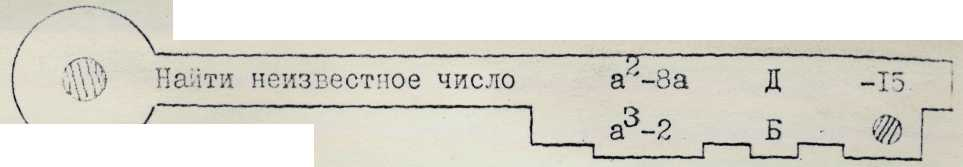 Найти неизвестное число a²-8a Д -15
a³-2 Б